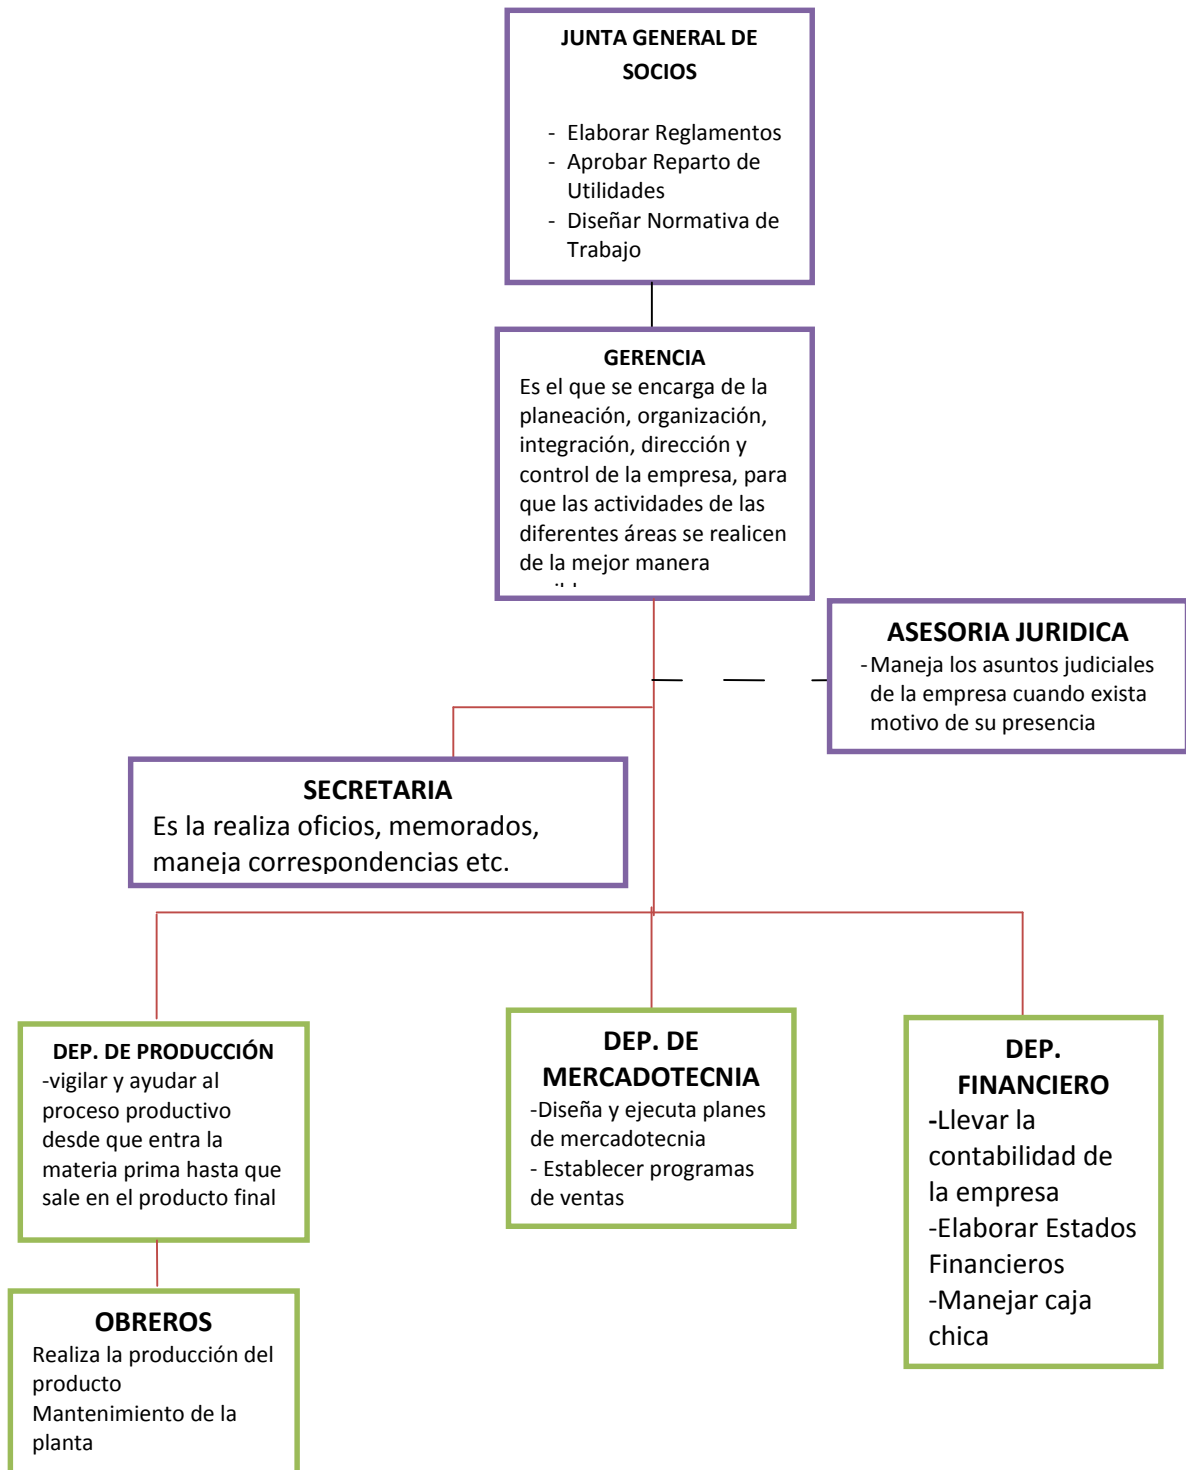 JUNTA GENERAL DE
SOCIOS
- Elaborar Reglamentos
- Aprobar Reparto de
Utilidades
- Diseñar Normativa de
Trabajo
GERENCIA
Es el que se encarga de la
planeación, organización,
integración, dirección y
control de la empresa, para
que las actividades de las
diferentes áreas se realicen
de la mejor manera
ASESORIA JURIDICA
-Maneja los asuntos judiciales
de la empresa cuando exista
motivo de su presencia
SECRETARIA
Es la realiza oficios, memorados,
maneja correspondencias etc.
DEP. DE PRODUCCIÓN
-vigilar y ayudar al
proceso productivo
desde que entra la
materia prima hasta que
sale en el producto final
DEP. DE
MERCADOTECNIA
-Diseña y ejecuta planes
de mercadotecnia
- Establecer programas
de ventas
DEP.
FINANCIERO
-Llevar la
contabilidad de
la empresa
-Elaborar Estados
Financieros
-Manejar caja
chica
OBREROS
Realiza la producción del
producto
Mantenimiento de la
planta